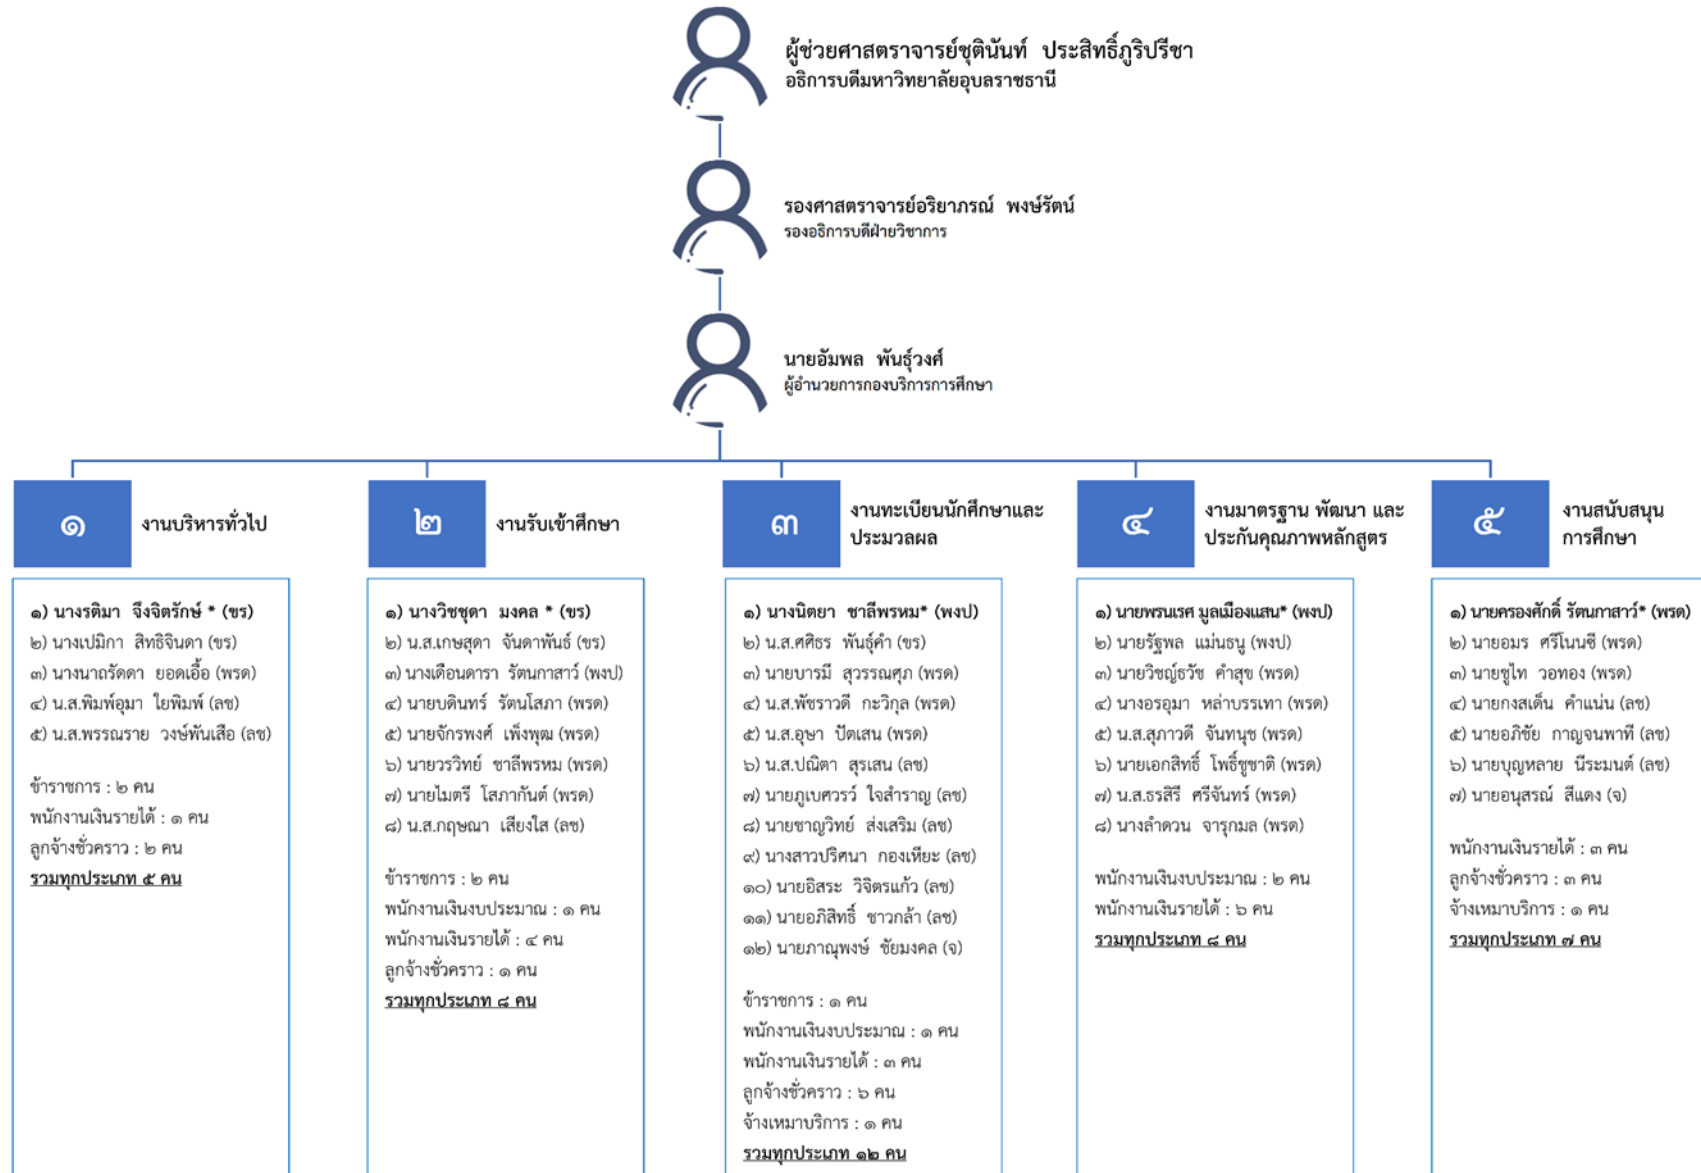 ผู้ช่วยศาสตราจารย์ชุตินันท์ ประสิทธิ์ภูริปรีชา
อธิการบดีมหาวิทยาลัยอุบลราชธานี
รองศาสตราจารย์อริยาภรณ์ พงษ์รัตน์
รองอธิการบดีฝ่ายวิชาการ
นายอัมพล พันธุ์วงศ์
ผู้อำนวยการกองบริการการศึกษา
๑
งานบริหารทั่วไป
๑) นางรติมา จึงจิตรักษ์ * (ขร)
๒) นางเปมิกา สิทธิจินดา (ขร)
๓) นางนาถรัดดา ยอดเอื้อ (พรด)
๔) น.ส.พิมพ์อุมา ใยพิมพ์ (ลช)
๕) น.ส.พรรณราย วงษ์พันเสือ (ลช)
ข้าราชการ : ๒ คน
พนักงานเงินรายได้ : ๑ คน
ลูกจ้างชั่วคราว : ๒ คน
รวมทุกประเภท ๕ คน
๒
งานรับเข้าศึกษา
๑) นางวิชชุตา มงคล * (ขร)
๒) น.ส.เกษสุดา จันดาพันธ์ (ขร)
๓) นางเดือนดารา รัตนกาสาว์ (พงป)
๔) นายบดินทร์ รัตนโสภา (พรด)
๕) นายจักรพงศ์ เพ็งพุฒ (พรด)
๖) นายวรวิทย์ ชาลีพรหม (พรด)
๗) นายไมตรี โสภากันต์ (พรด)
๘) น.ส.กฤษณา เสียงใส (ลช)
ข้าราชการ : ๒ คน
พนักงานเงินงบประมาณ : ๑ คน
พนักงานเงินรายได้ : ๔ คน
ลูกจ้างชั่วคราว : ๑ คน
รวมทุกประเภท ๘ คน
๓
งานทะเบียนนักศึกษาและ
ประมวลผล
๑) นางนิตยา ชาลีพรหม* (พงป)
๒) น.ส.ศศิธร พันธุ์คำ (ขร)
๓) นายบารมี สุวรรณศุภ (พรด)
๔) น.ส.พัชราวดี กะวิกุล (พรด)
๕) น.ส.อุษา ปัตเสน (พรด)
๖) น.ส.ปณิตา สุรเสน (ลช)
๗) นายภูเบศวรว์ ใจสำราญ (ลช)
๘) นายชาญวิทย์ ส่งเสริม (ลช)
๙) นางสาวปริศนา กองเหียะ (ลช)
๑๐) นายอิสระ วิจิตรแก้ว (ลช)
๑๑) นายอภิสิทธิ์ ชาวกล้า (ลช)
๑๒) นายภาณุพงษ์ ชัยมงคล (จ)
ข้าราชการ : ๑ คน
พนักงานเงินงบประมาณ : ๑ คน
พนักงานเงินรายได้ : ๓ คน
ลูกจ้างชั่วคราว : ๖ คน
จ้างเหมาบริการ : ๑ คน
รวมทุกประเภท ๑๒ คน
๔
งานมาตรฐาน พัฒนา และ
ประกันคุณภาพหลักสูตร
๑) นายพรนเรศ มูลเมืองแสน* (พงป)
๒) นายรัฐพล แม่นธนู (พงป)
๓) นายวิชญ์ธวัช คำสุข (พรด)
๔) นางอรอุมา หล่าบรรเทา (พรด)
๕) น.ส.สุภาวดี จันทนุช (พรด)
๖) นายเอกสิทธิ์ โพธิ์ชูชาติ (พรด)
๗) น.ส.ธรสิรี ศรีจันทร์ (พรด)
๘) นางลำดวน จารุกมล (พรด)
พนักงานเงินงบประมาณ : ๒ คน
พนักงานเงินรายได้ : ๖ คน
รวมทุกประเภท ๘ คน
๕
งานสนับสนุน
การศึกษา
๑) นายครองศักดิ์ รัตนกาสาว์* (พรด)
๒) นายอมร ศรีโนนซี (พรด)
๓) นายชูไท วอทอง (พรด)
๔) นายกงสเด็น คำแน่น (ลช)
๕) นายอภิชัย กาญจนพาที (ลช)
๖) นายบุญหลาย นีระมนต์ (ลช)
๗) นายอนุสรณ์ สีแดง (จ)
พนักงานเงินรายได้ : ๓ คน
ลูกจ้างชั่วคราว : ๓ คน
จ้างเหมาบริการ : ๑ คน
รวมทุกประเภท ๗ คน